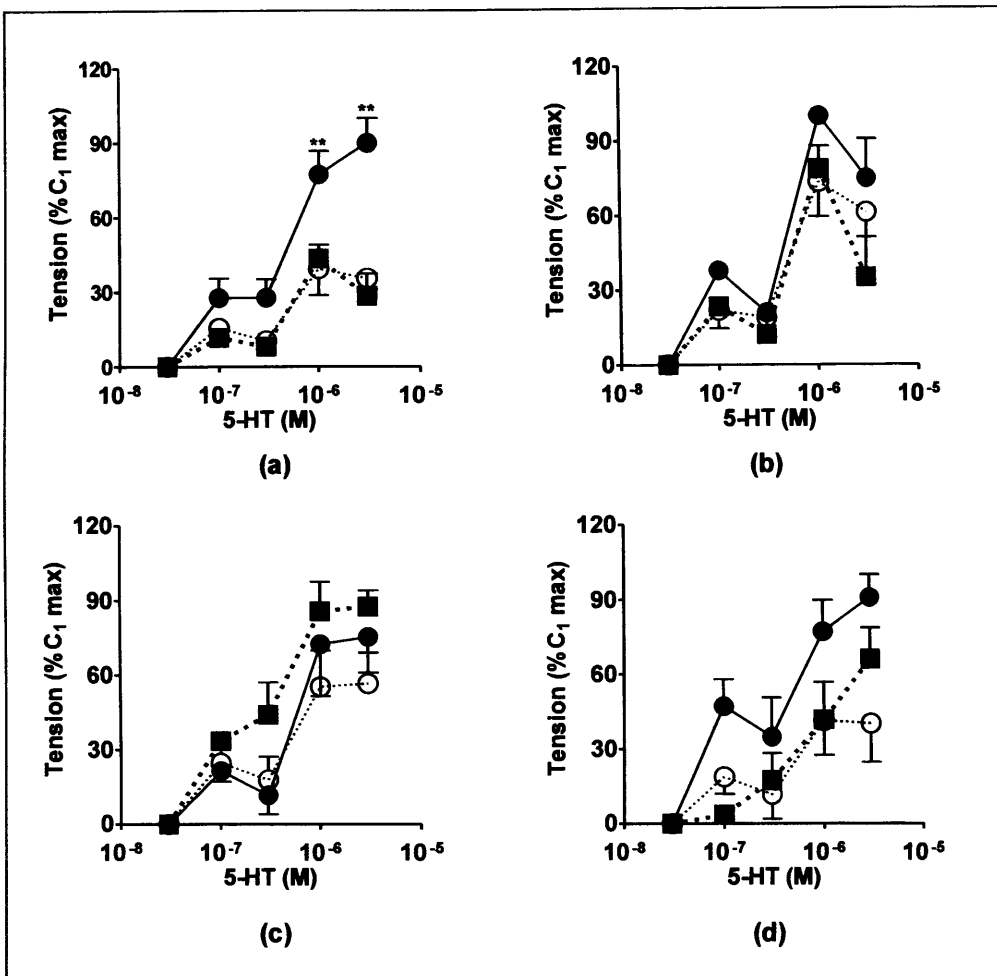 120
90
60
30
0
Tension (% C₁ max)
**
**
10⁻⁸ 10⁻⁷ 10⁻⁶ 10⁻⁵
5-HT (M)
(a)
120
90
60
30
0
Tension (% C₁ max)
10⁻⁸ 10⁻⁷ 10⁻⁶ 10⁻⁵
5-HT (M)
(b)
120
90
60
30
0
Tension (% C₁ max)
10⁻⁸ 10⁻⁷ 10⁻⁶ 10⁻⁵
5-HT (M)
(c)
120
90
60
30
0
Tension (% C₁ max)
10⁻⁸ 10⁻⁷ 10⁻⁶ 10⁻⁵
5-HT (M)
(d)